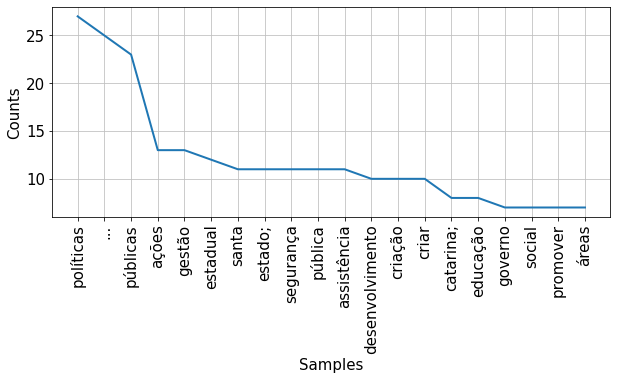 25
20
15
10
Counts
políticas
...
públicas
ações
gestão
estadual
santa
estado;
segurança
pública
assistência
desenvolvimento
criação
criar
catarina;
educação
governo
social
promover
áreas
Samples